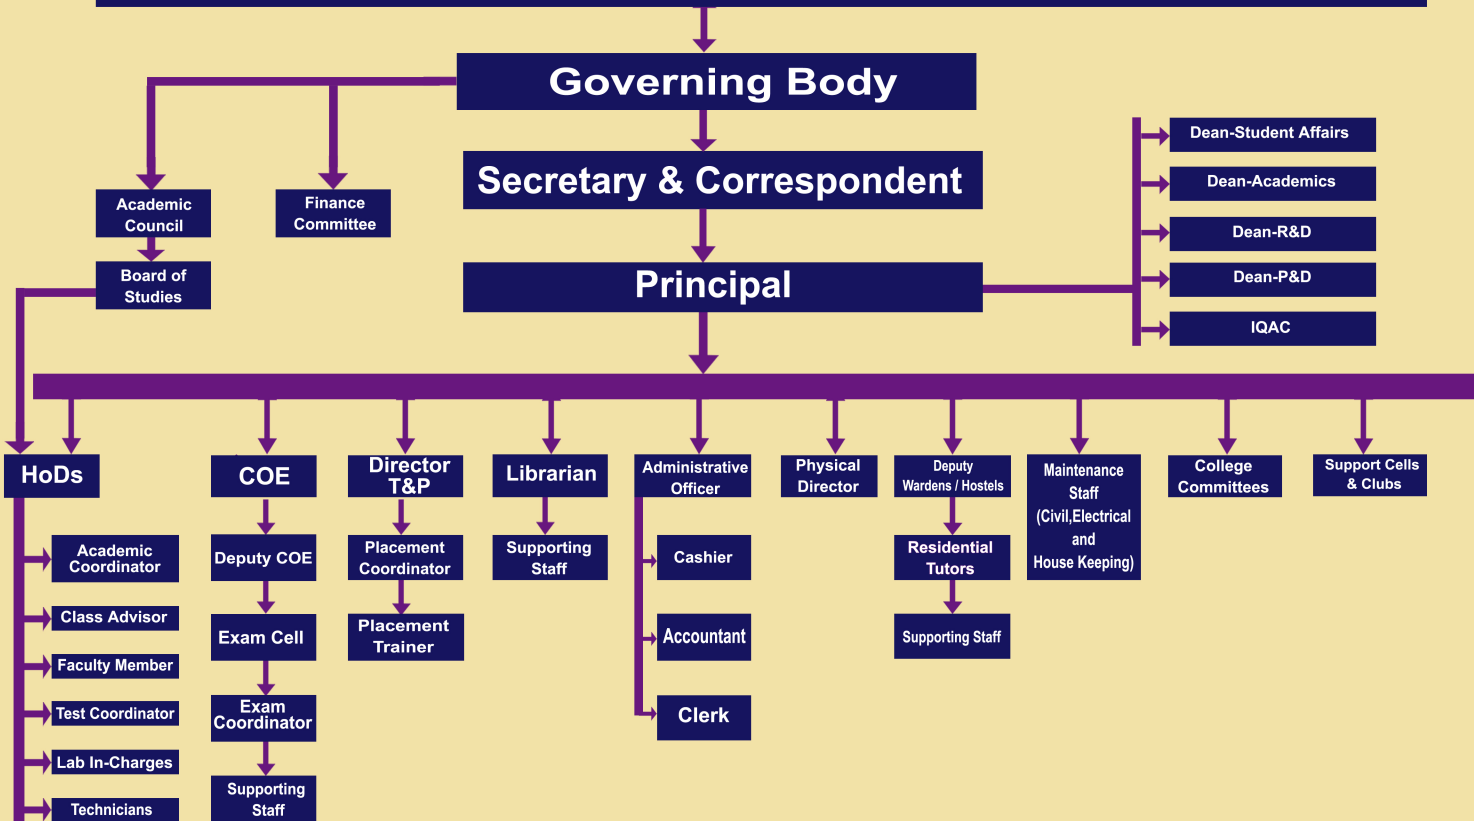 Governing Body
Secretary & Correspondent
Principal
Academic
Council
Finance
Committee
Board of
Studies
Dean-Student Affairs
Dean-Academics
Dean-R&D
Dean-P&D
IQAC
HoDs
COE
Director
T&P
Librarian
Administrative
Officer
Physical
Director
Deputy
Wardens / Hostels
Maintenance
Staff
(Civil,Electrical
and
House Keeping)
College
Committees
Support Cells
& Clubs
Academic
Coordinator
Class Advisor
Faculty Member
Test Coordinator
Lab In-Charges
Technicians
Deputy COE
Exam Cell
Exam
Coordinator
Supporting
Staff
Placement
Coordinator
Placement
Trainer
Supporting
Staff
Cashier
Accountant
Clerk
Residential
Tutors
Supporting Staff